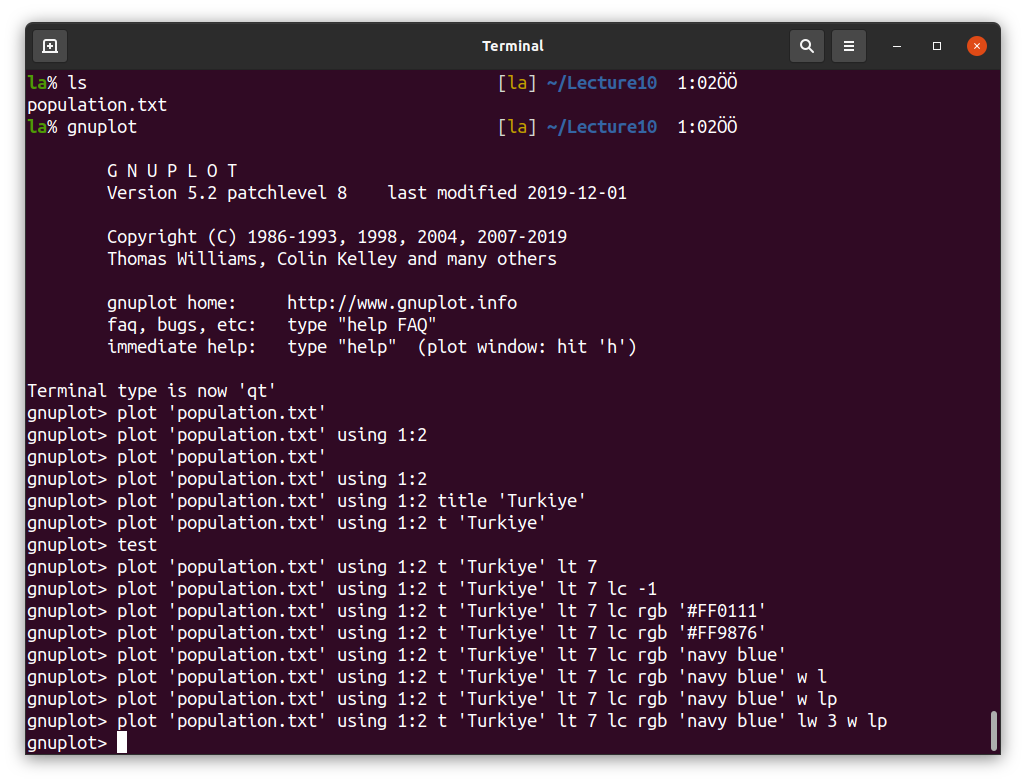 Terminal
la% ls [la] ~/Lecture10 1:02ÖÖ
population.txt
la% gnuplot [la] ~/Lecture10 1:02ÖÖ
G N U P L O T
Version 5.2 patchlevel 8    last modified 2019-12-01
Copyright (C) 1986-1993, 1998, 2004, 2007-2019
Thomas Williams, Colin Kelley and many others
gnuplot home:     http://www.gnuplot.info
faq, bugs, etc:   type "help FAQ"
immediate help:   type "help"  (plot window: hit 'h')
Terminal type is now 'qt'
gnuplot> plot 'population.txt'
gnuplot> plot 'population.txt' using 1:2
gnuplot> plot 'population.txt'
gnuplot> plot 'population.txt' using 1:2
gnuplot> plot 'population.txt' using 1:2 title 'Turkiye'
gnuplot> plot 'population.txt' using 1:2 t 'Turkiye'
gnuplot> test
gnuplot> plot 'population.txt' using 1:2 t 'Turkiye' lt 7
gnuplot> plot 'population.txt' using 1:2 t 'Turkiye' lt 7 lc -1
gnuplot> plot 'population.txt' using 1:2 t 'Turkiye' lt 7 lc rgb '#FF0111'
gnuplot> plot 'population.txt' using 1:2 t 'Turkiye' lt 7 lc rgb '#FF9876'
gnuplot> plot 'population.txt' using 1:2 t 'Turkiye' lt 7 lc rgb 'navy blue'
gnuplot> plot 'population.txt' using 1:2 t 'Turkiye' lt 7 lc rgb 'navy blue' w l
gnuplot> plot 'population.txt' using 1:2 t 'Turkiye' lt 7 lc rgb 'navy blue' w lp
gnuplot> plot 'population.txt' using 1:2 t 'Turkiye' lt 7 lc rgb 'navy blue' lw 3 w lp
gnuplot>